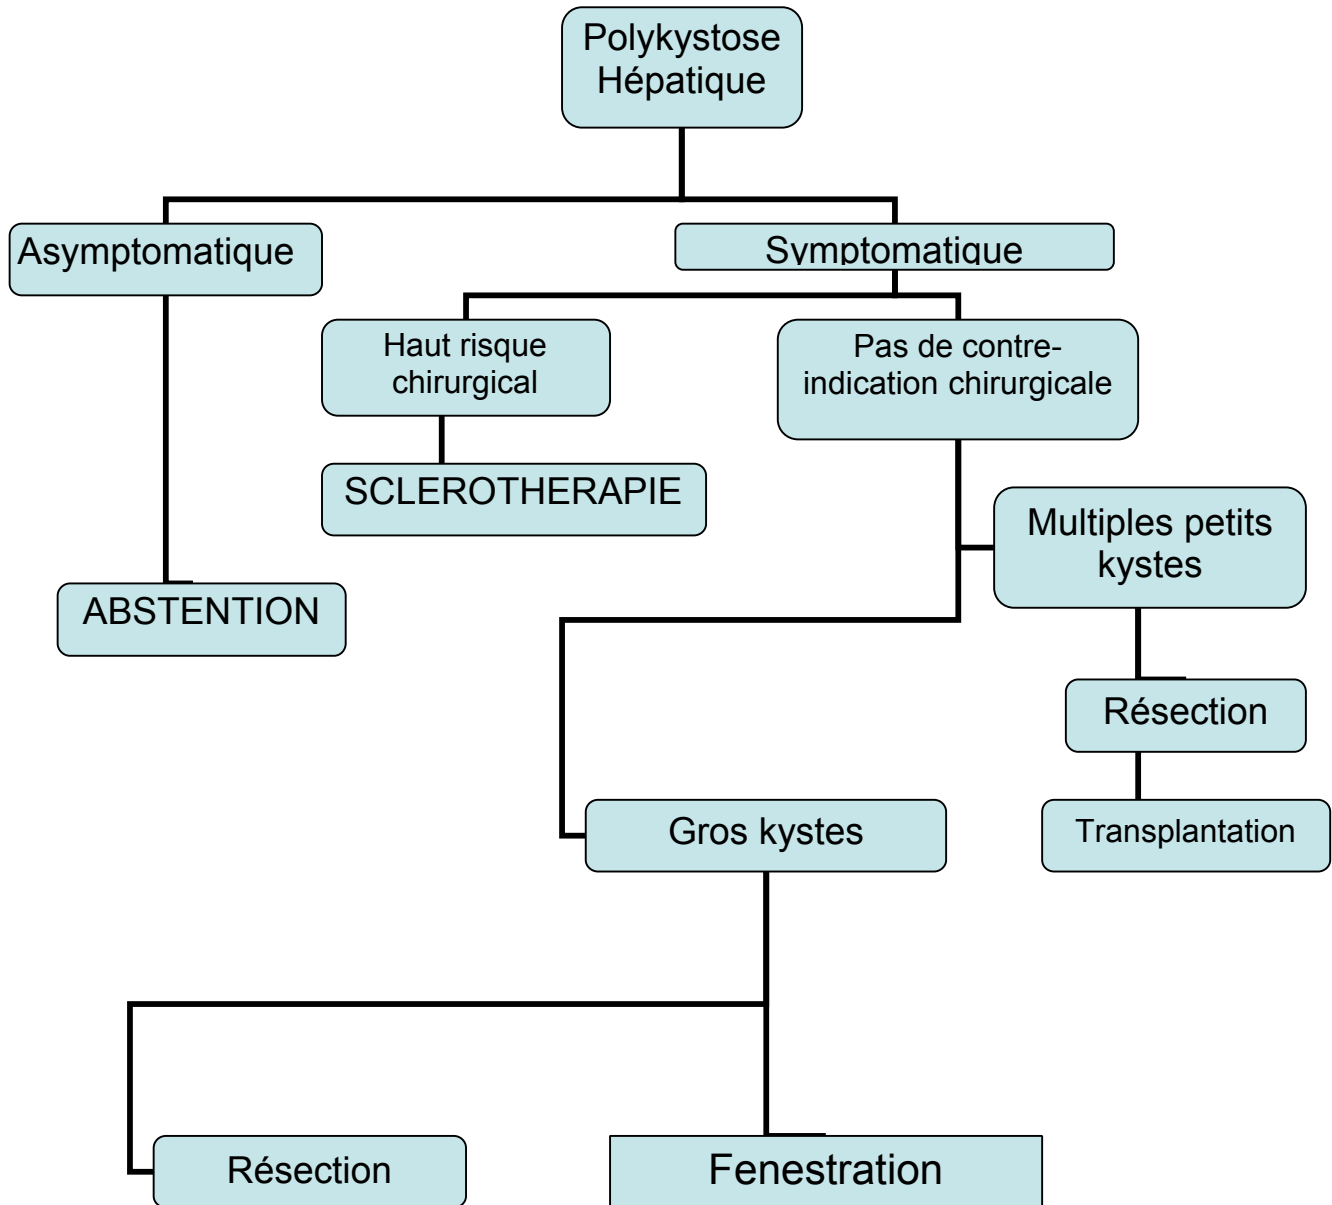 Polykystose
Hépatique
Asymptomatique
Symptomatique
Haut risque
chirurgical
Pas de contre-
indication chirurgicale
SCLEROTHERAPIE
Multiples petits
kystes
ABSTENTION
Résection
Gros kystes
Transplantation
Résection
Fenestration